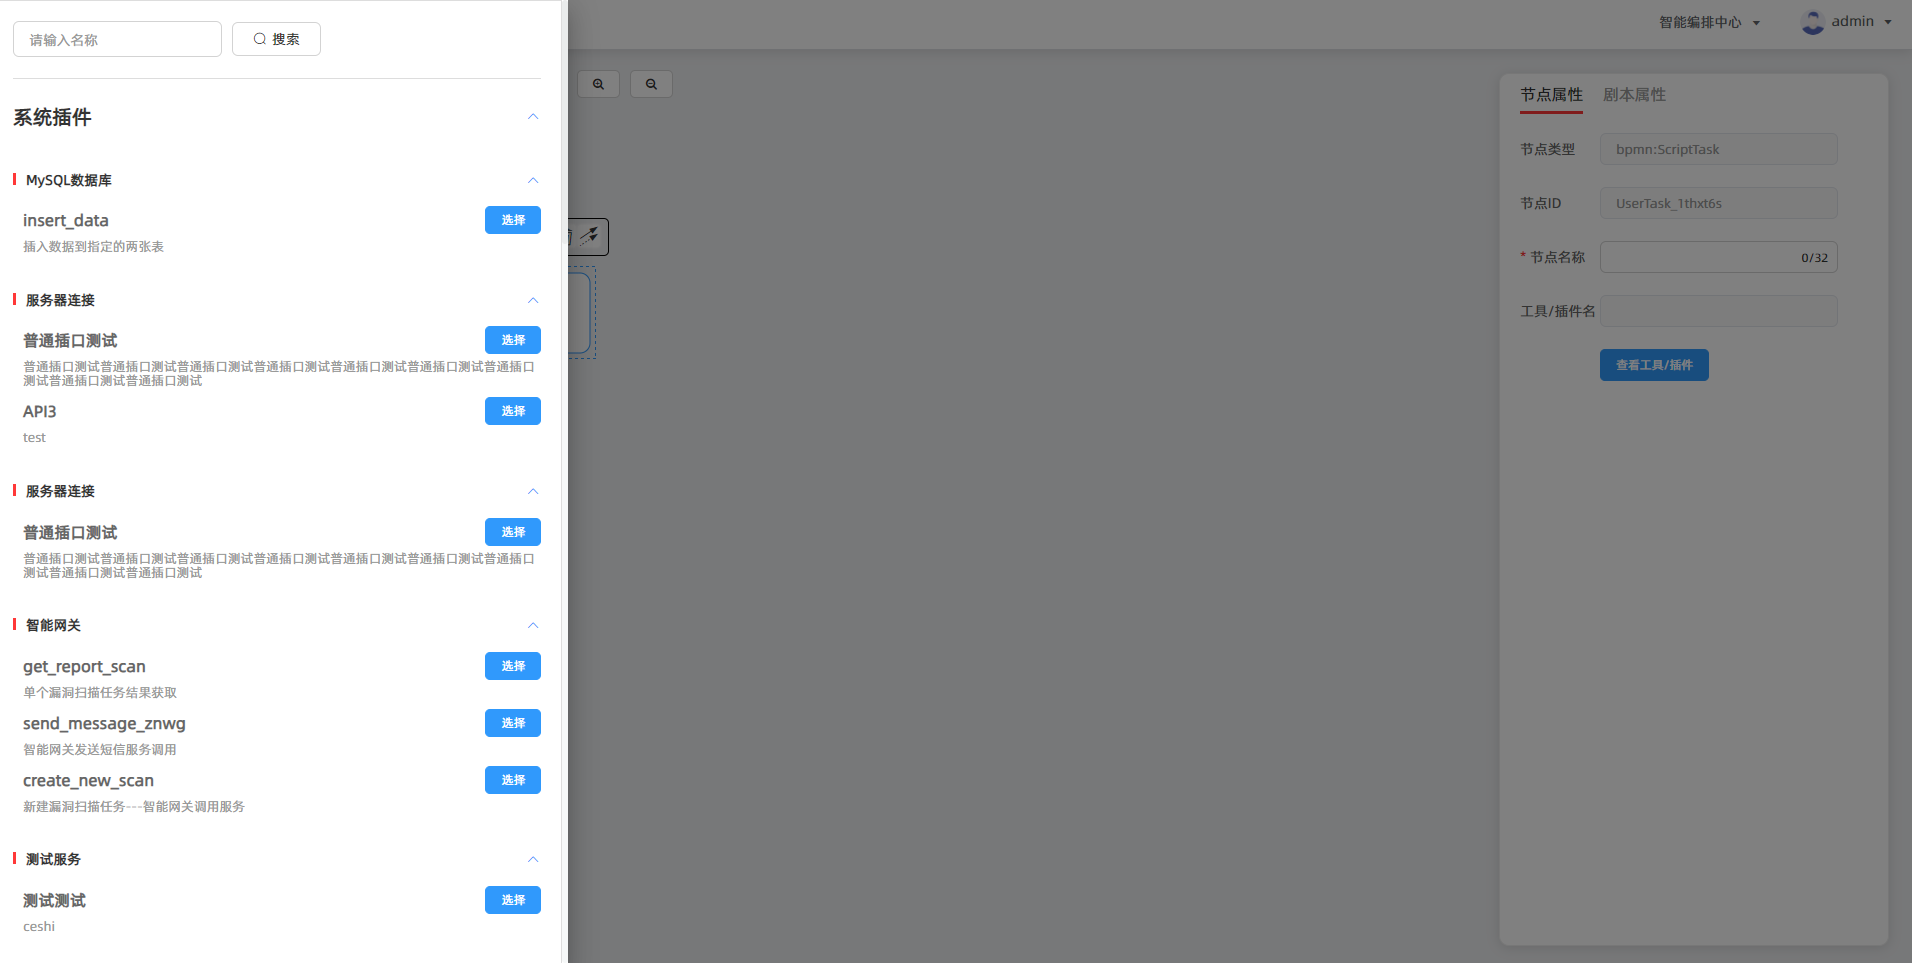 请输入名称
搜索
系统插件
MySQL数据库
insert_data
选择
插入数据到指定的两张表
服务器连接
普通插口测试
选择
普通插口测试普通插口测试普通插口测试普通插口测试普通插口测试普通插口测试普通插口
测试普通插口测试普通插口测试
API3
选择
test
服务器连接
普通插口测试
选择
普通插口测试普通插口测试普通插口测试普通插口测试普通插口测试普通插口测试普通插口
测试普通插口测试普通插口测试
智能网关
get_report_scan
选择
单个漏洞扫描任务结果获取
send_message_znwg
选择
智能网关发送短信服务调用
create_new_scan
选择
新建漏洞扫描任务---智能网关调用服务
测试服务
测试测试
选择
ceshi
智能编排中心
admin
节点属性
剧本属性
节点类型
bpmn:ScriptTask
节点ID
UserTask_1thxt6s
* 节点名称
0/32
工具/插件名
查看工具/插件